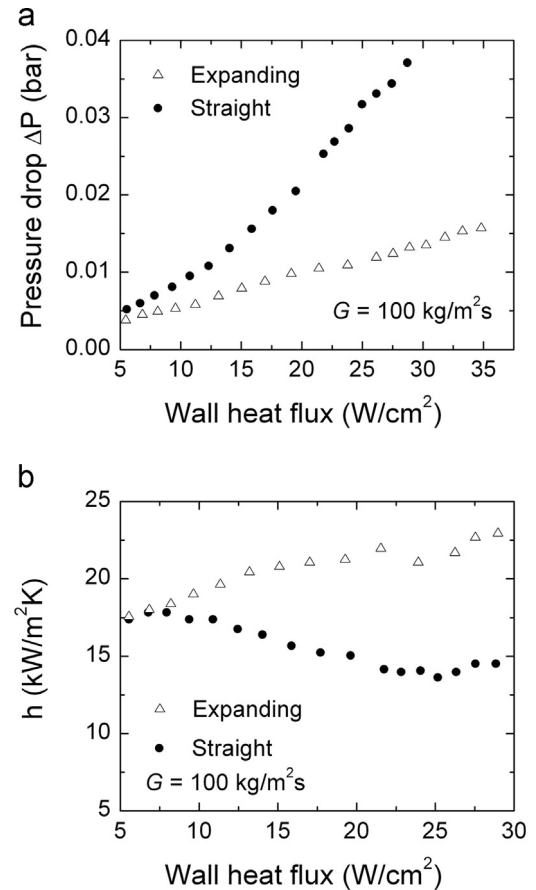 a
Pressure drop ΔP (bar)
0.04
0.03
0.02
0.01
0.00
△ Expanding
● Straight
G = 100 kg/m²s
5 10 15 20 25 30 35
Wall heat flux (W/cm²)
b
h (kW/m²K)
25
20
15
10
5
△ Expanding
● Straight
G = 100 kg/m²s
5 10 15 20 25 30
Wall heat flux (W/cm²)